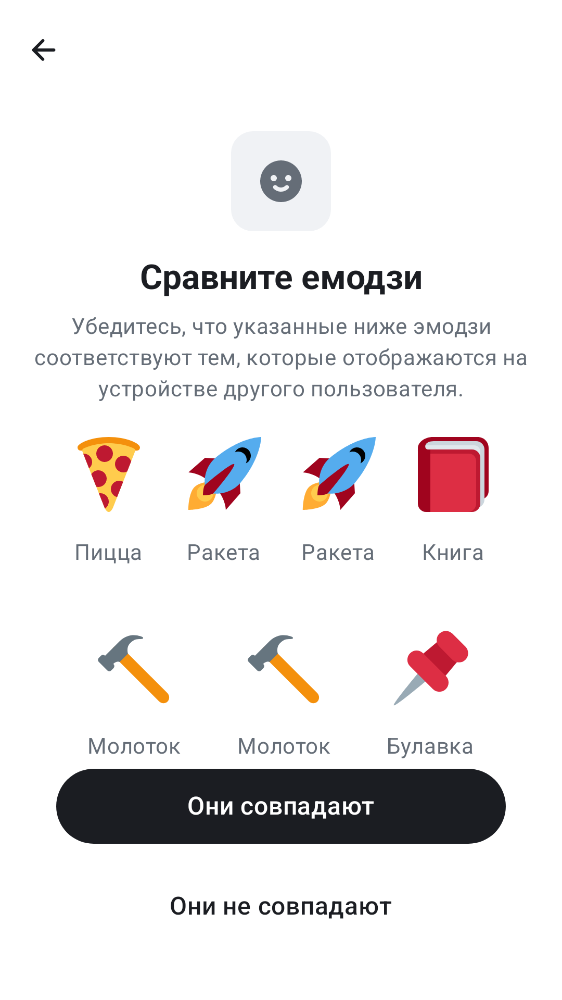 Сравните емодзи
Убедитесь, что указанные ниже эмодзи
соответствуют тем, которые отображаются на
устройстве другого пользователя.
Пицца Ракета Ракета Книга
Молоток Молоток Булавка
Они совпадают
Они не совпадают